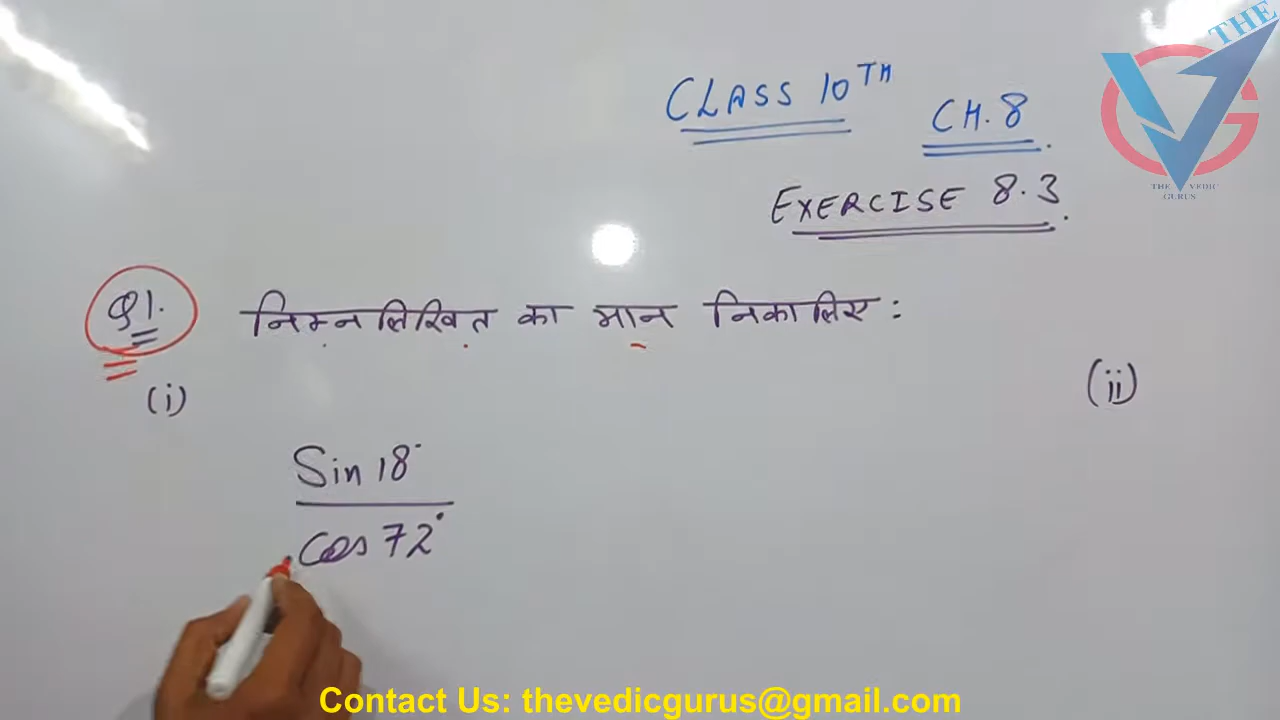 THE
CLASS 10TH
CH.8
THE VEDIC
GURUS
EXERCISE 8.3
Q1. निम्नलिखित का मान निकालिए :
(i)
(ii)
Sin 18°
cos 72°
Contact Us: thevedicgurus@gmail.com